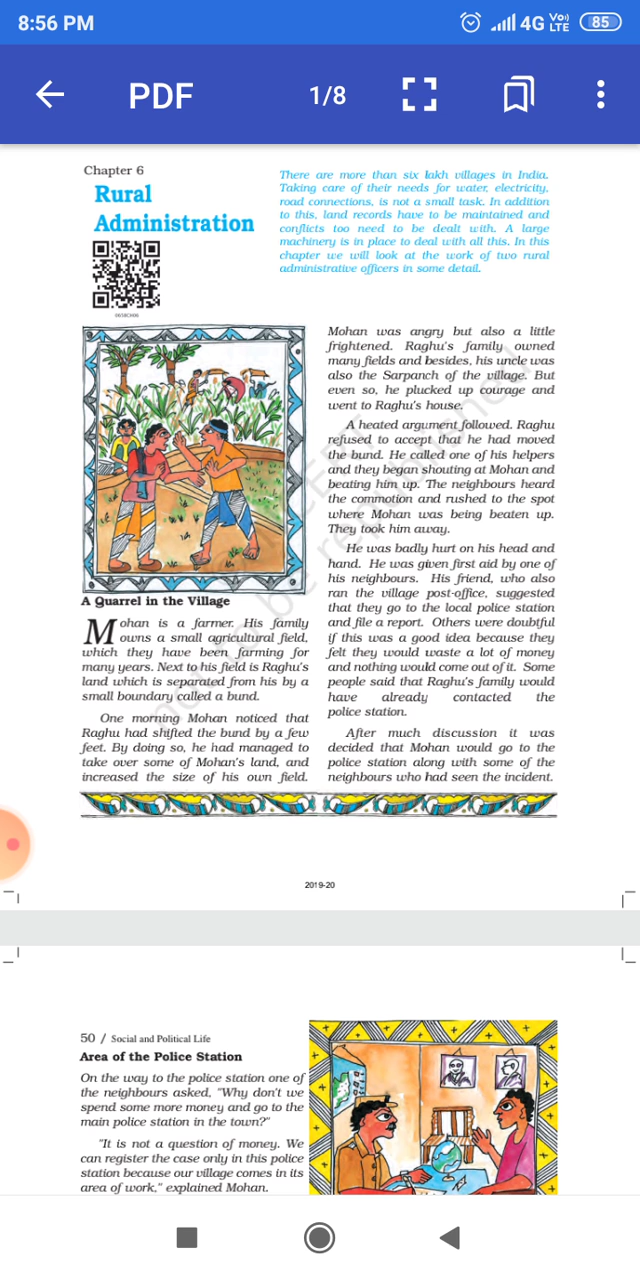 8:56 PM
4G
Vo))
LTE
85
PDF
1/8
Chapter 6
Rural
Administration
There are more than six lakh villages in India.
Taking care of their needs for water, electricity,
road connections, is not a small task. In addition
to this, land records have to be maintained and
conflicts too need to be dealt with. A large
machinery is in place to deal with all this. In this
chapter we will look at the work of two rural
administrative officers in some detail.
A Quarrel in the Village
Mohan is a farmer. His family
owns a small agricultural field,
which they have been farming for
many years. Next to his field is Raghu's
land which is separated from his by a
small boundary called a bund.
One morning Mohan noticed that
Raghu had shifted the bund by a few
feet. By doing so, he had managed to
take over some of Mohan's land, and
increased the size of his own field.
Mohan was angry but also a little
frightened. Raghu's family owned
many fields and besides, his uncle was
also the Sarpanch of the village. But
even so, he plucked up courage and
went to Raghu's house.
A heated argument followed. Raghu
refused to accept that he had moved
the bund. He called one of his helpers
and they began shouting at Mohan and
beating him up. The neighbours heard
the commotion and rushed to the spot
where Mohan was being beaten up.
They took him away.
He was badly hurt on his head and
hand. He was given first aid by one of
his neighbours. His friend, who also
ran the village post-office, suggested
that they go to the local police station
and file a report. Others were doubtful
if this was a good idea because they
felt they would waste a lot of money
and nothing would come out of it. Some
people said that Raghu's family would
have already contacted the
police station.
After much discussion it was
decided that Mohan would go to the
police station along with some of the
neighbours who had seen the incident.
2019-20
50 / Social and Political Life
Area of the Police Station
On the way to the police station one of
the neighbours asked, "Why don't we
spend some more money and go to the
main police station in the town?"
"It is not a question of money. We
can register the case only in this police
station because our village comes in its
area of work," explained Mohan.